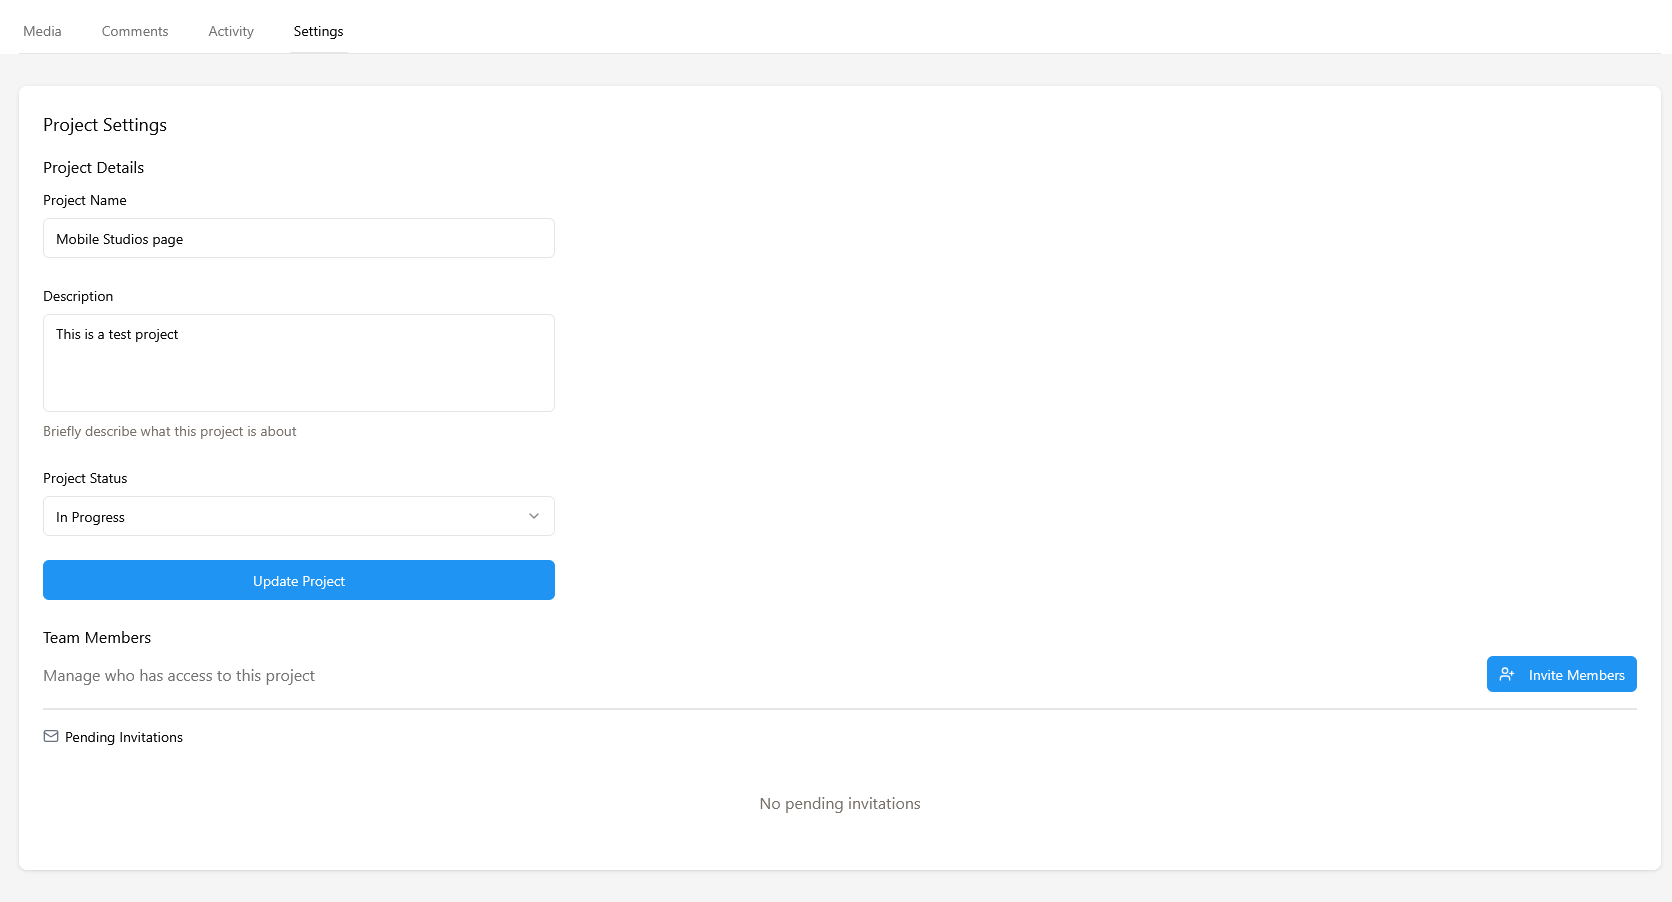 Media
Comments
Activity
Settings
Project Settings
Project Details
Project Name
Mobile Studios page
Description
This is a test project
Briefly describe what this project is about
Project Status
In Progress
Update Project
Team Members
Manage who has access to this project
Invite Members
Pending Invitations
No pending invitations